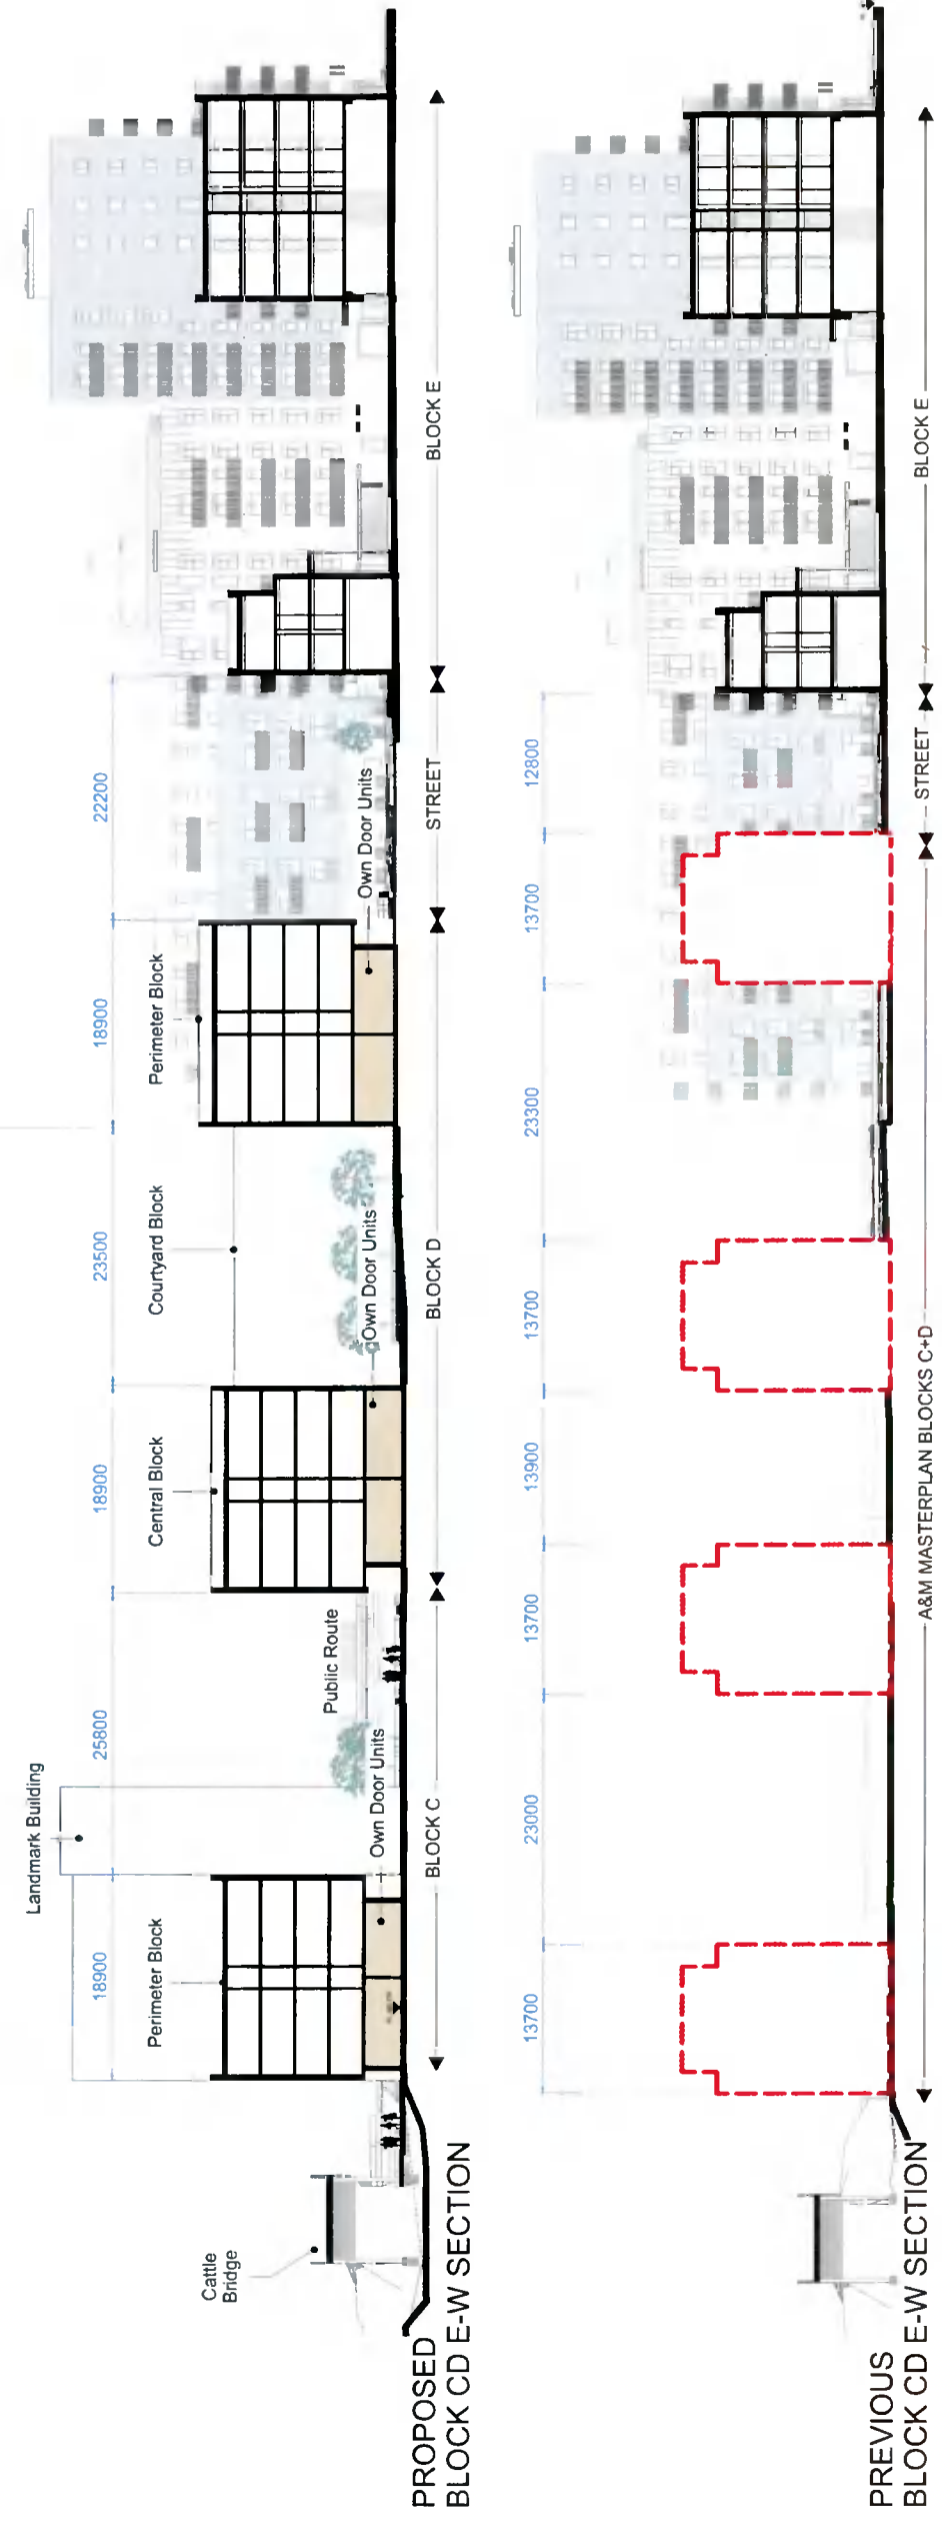 Landmark Building
18900
25800
18900
23500
18900
22200
Perimeter Block
Central Block
Courtyard Block
Perimeter Block
Cattle
Bridge
Public Route
Own Door Units
Own Door Units
Own Door Units
BLOCK C
BLOCK D
STREET
BLOCK E
PROPOSED
BLOCK CD E-W SECTION
13700
23000
13700
13900
13700
23300
13700
12800
A&M MASTERPLAN BLOCKS C+D
STREET
BLOCK E
PREVIOUS
BLOCK CD E-W SECTION